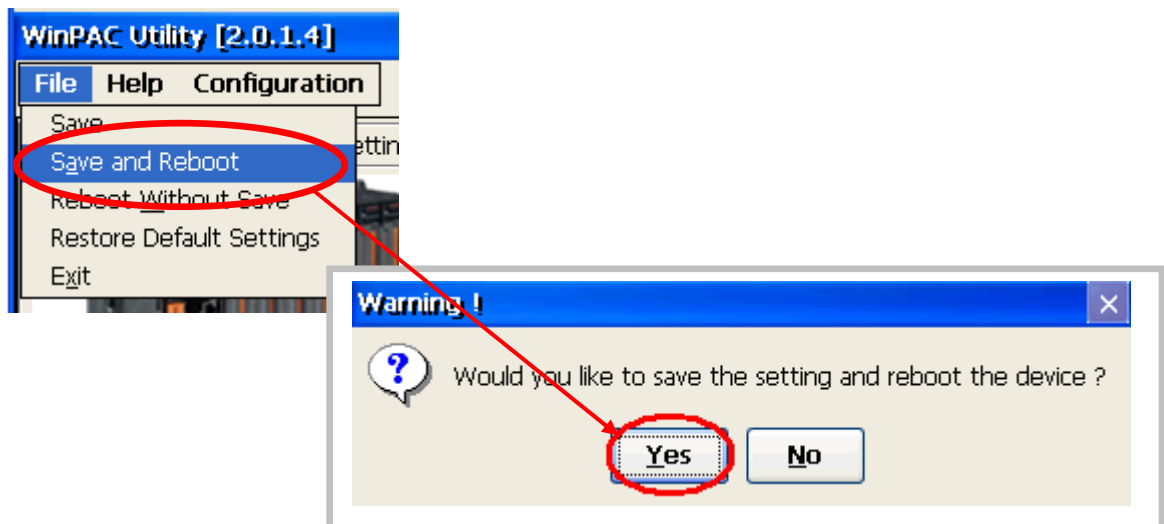 WinPAC Utility [2.0.1.4]
File Help Configuration
Save
Save and Reboot
Reboot Without Save
Restore Default Settings
Exit
Warning !
Would you like to save the setting and reboot the device ?
Yes No